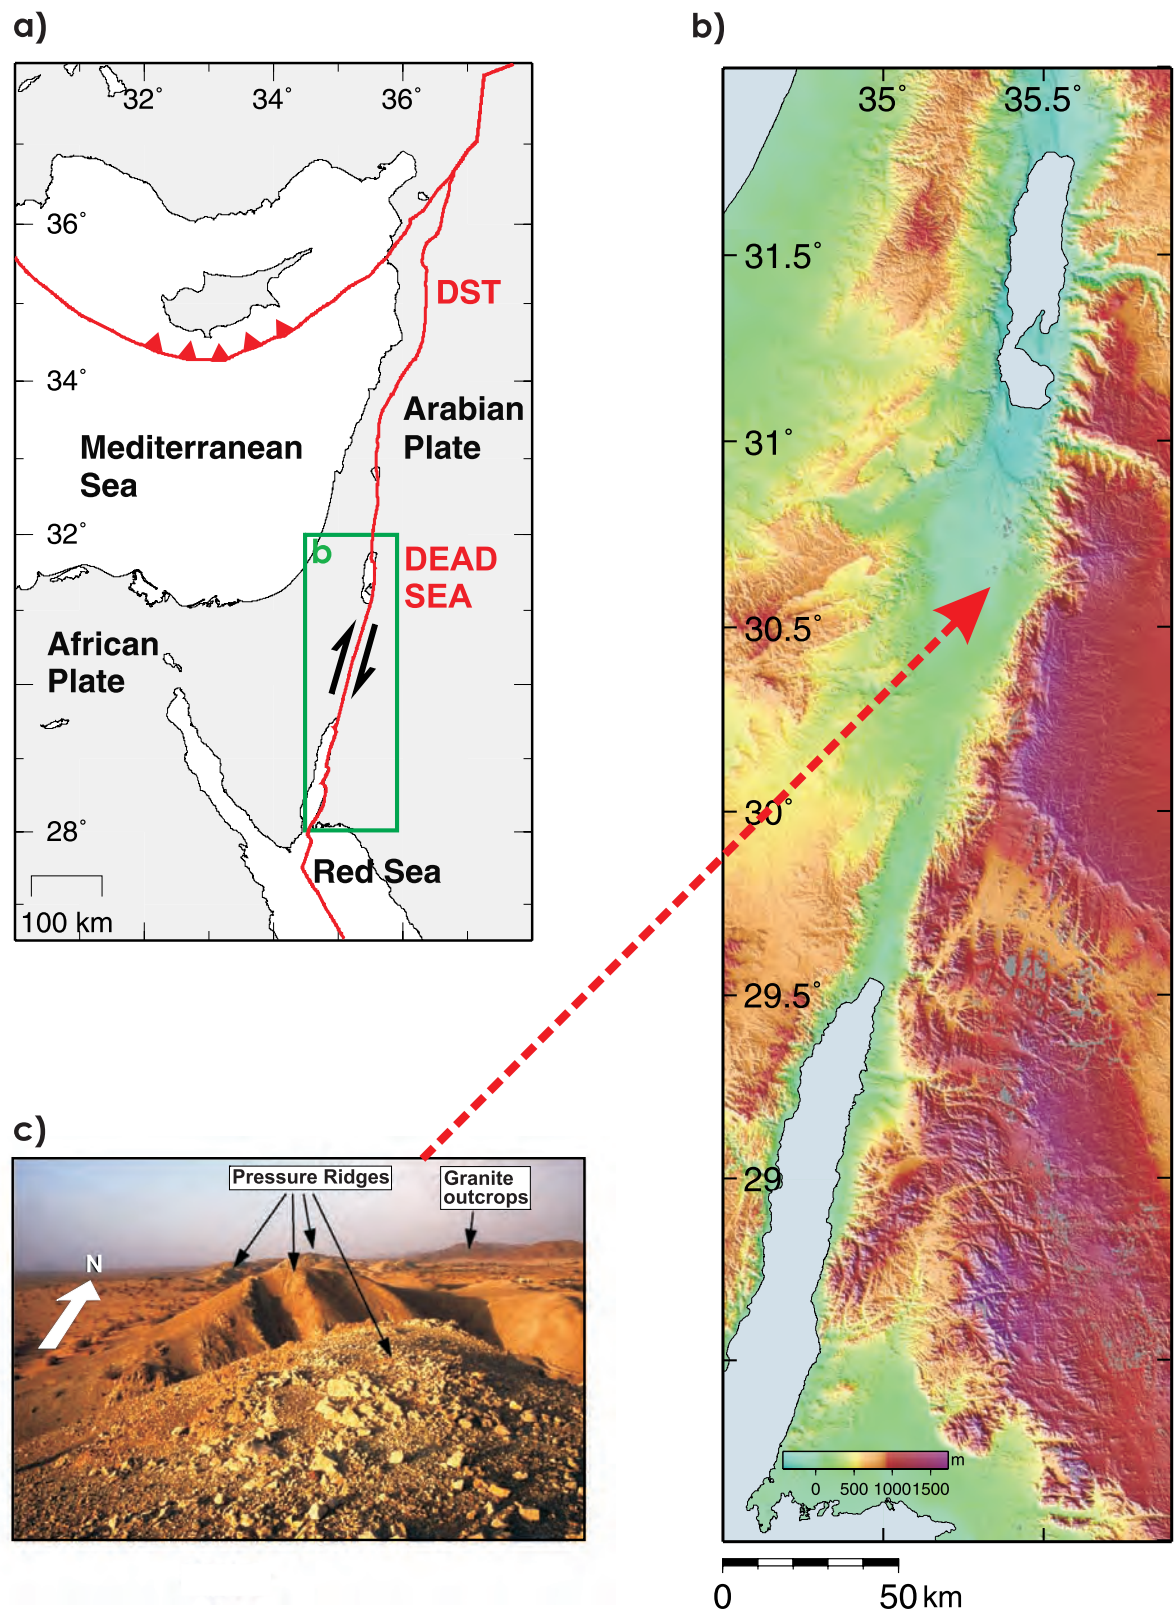 a)
32°
34°
36°
36°
DST
34°
Arabian
Plate
Mediterranean
Sea
32°
b
DEAD
SEA
African
Plate
28°
Red Sea
100 km
b)
35°
35.5°
31.5°
31°
30.5°
30°
29.5°
29
m
0
500
1000
1500
0
50 km
c)
Pressure Ridges
Granite
outcrops
N